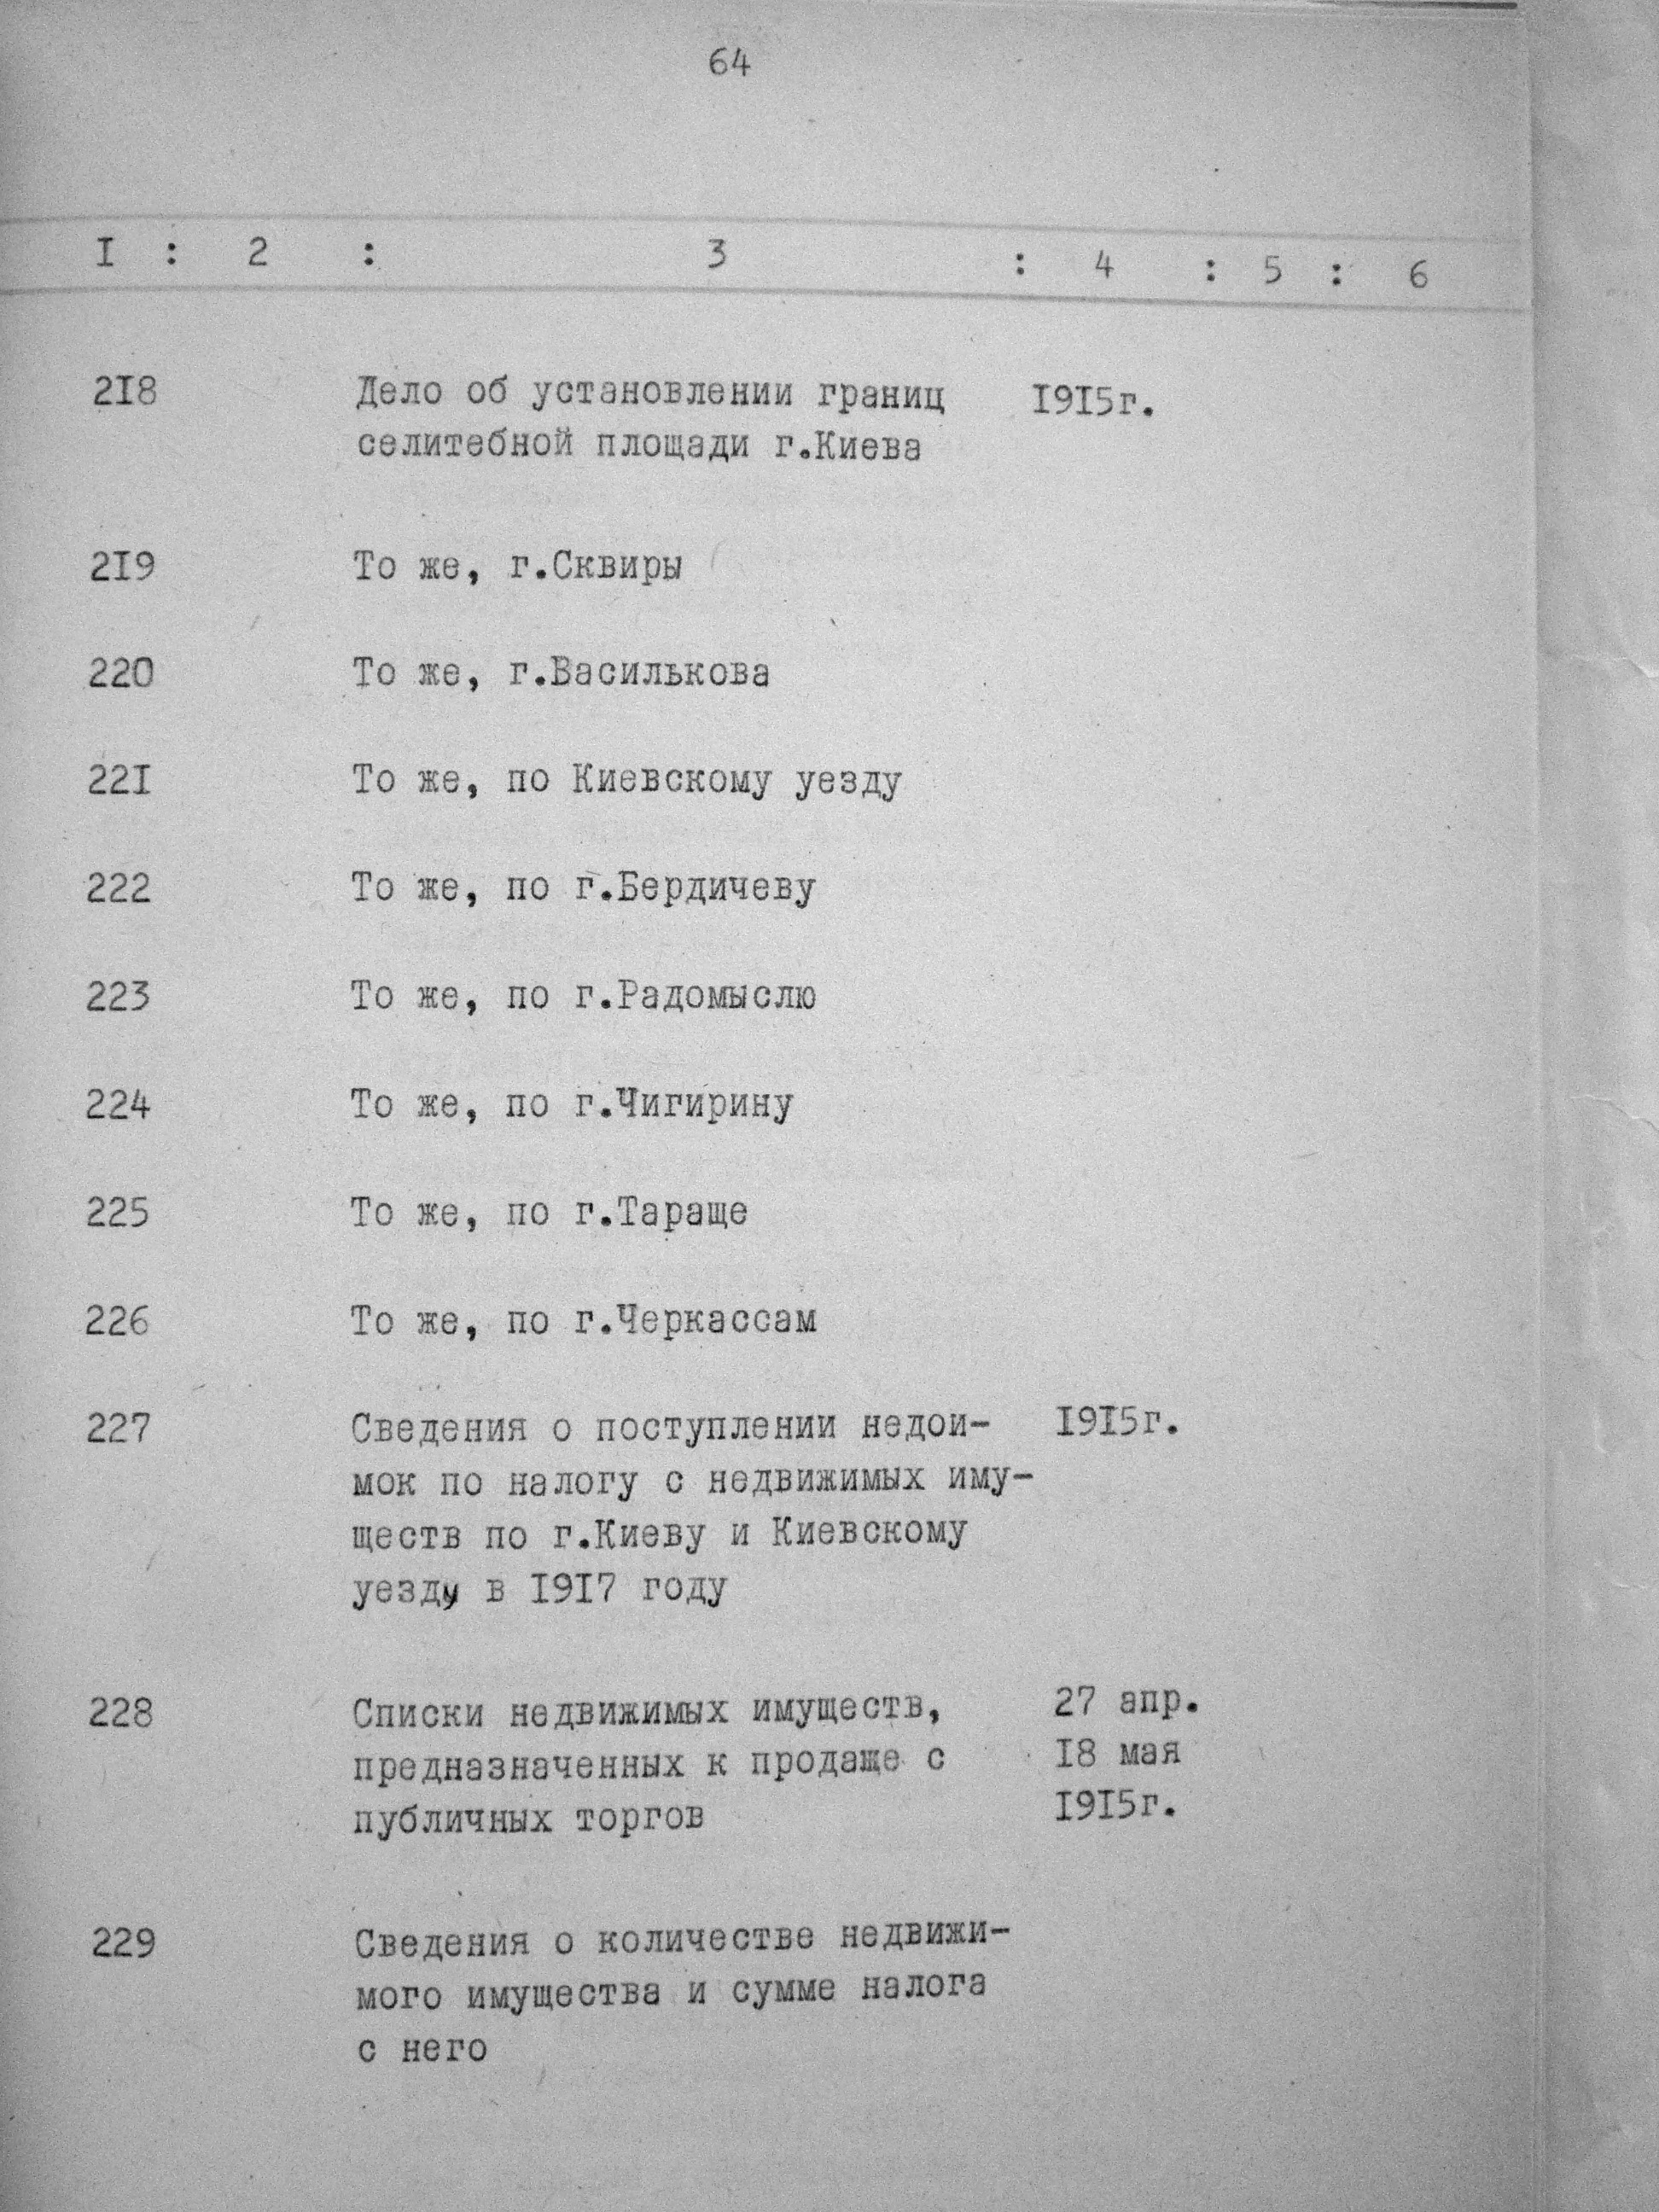 64
I : 2 : 3 : 4 : 5 : 6
218 Дело об установлении границ 1915г.
селитебной площади г.Киева
219 То же, г.Сквиры
220 То же, г.Василькова
221 То же, по Киевскому уезду
222 То же, по г.Бердичеву
223 То же, по г.Радомыслю
224 То же, по г.Чигирину
225 То же, по г.Тараще
226 То же, по г.Черкассам
227 Сведения о поступлении недои- 1915г.
мок по налогу с недвижимых иму-
ществ по г.Киеву и Киевскому
уезду в 1917 году
228 Списки недвижимых имуществ, 27 апр.
предназначенных к продаже с 18 мая
публичных торгов 1915г.
229 Сведения о количестве недвижи-
мого имущества и сумме налога
с него